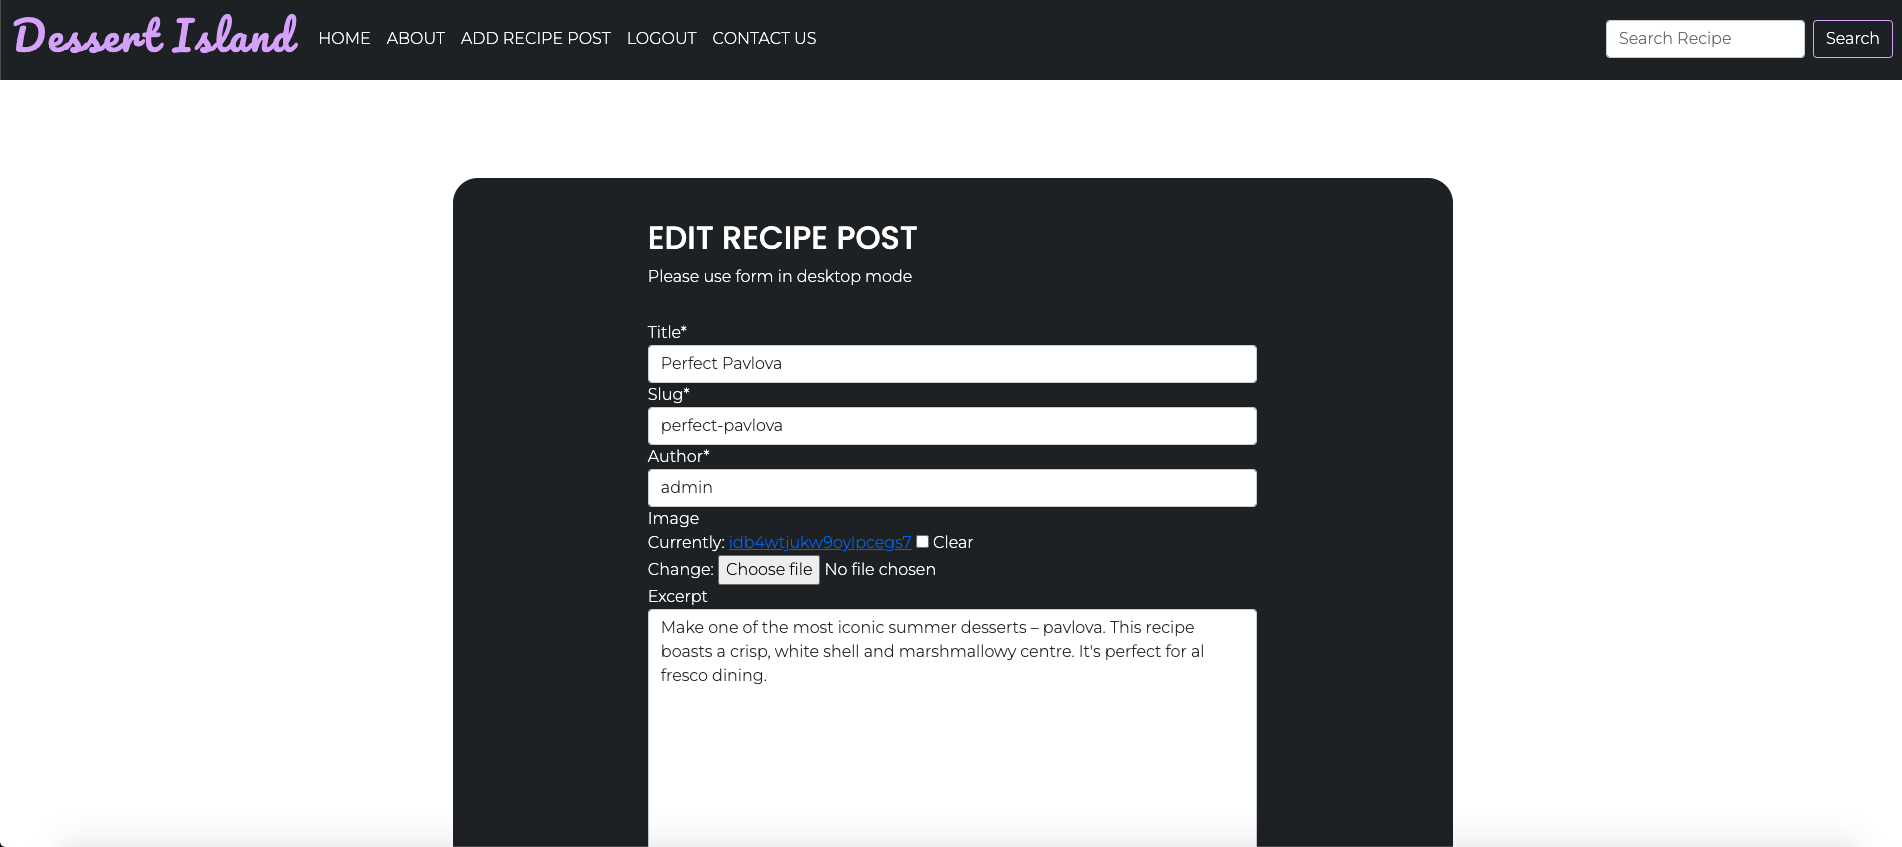 Dessert Island HOME ABOUT ADD RECIPE POST LOGOUT CONTACT US Search Recipe Search
EDIT RECIPE POST
Please use form in desktop mode
Title*
Perfect Pavlova
Slug*
perfect-pavlova
Author*
admin
Image
Currently: idb4wtjukw9oylpcegs7 Clear
Change: Choose file No file chosen
Excerpt
Make one of the most iconic summer desserts – pavlova. This recipe
boasts a crisp, white shell and marshmallowy centre. It's perfect for al
fresco dining.